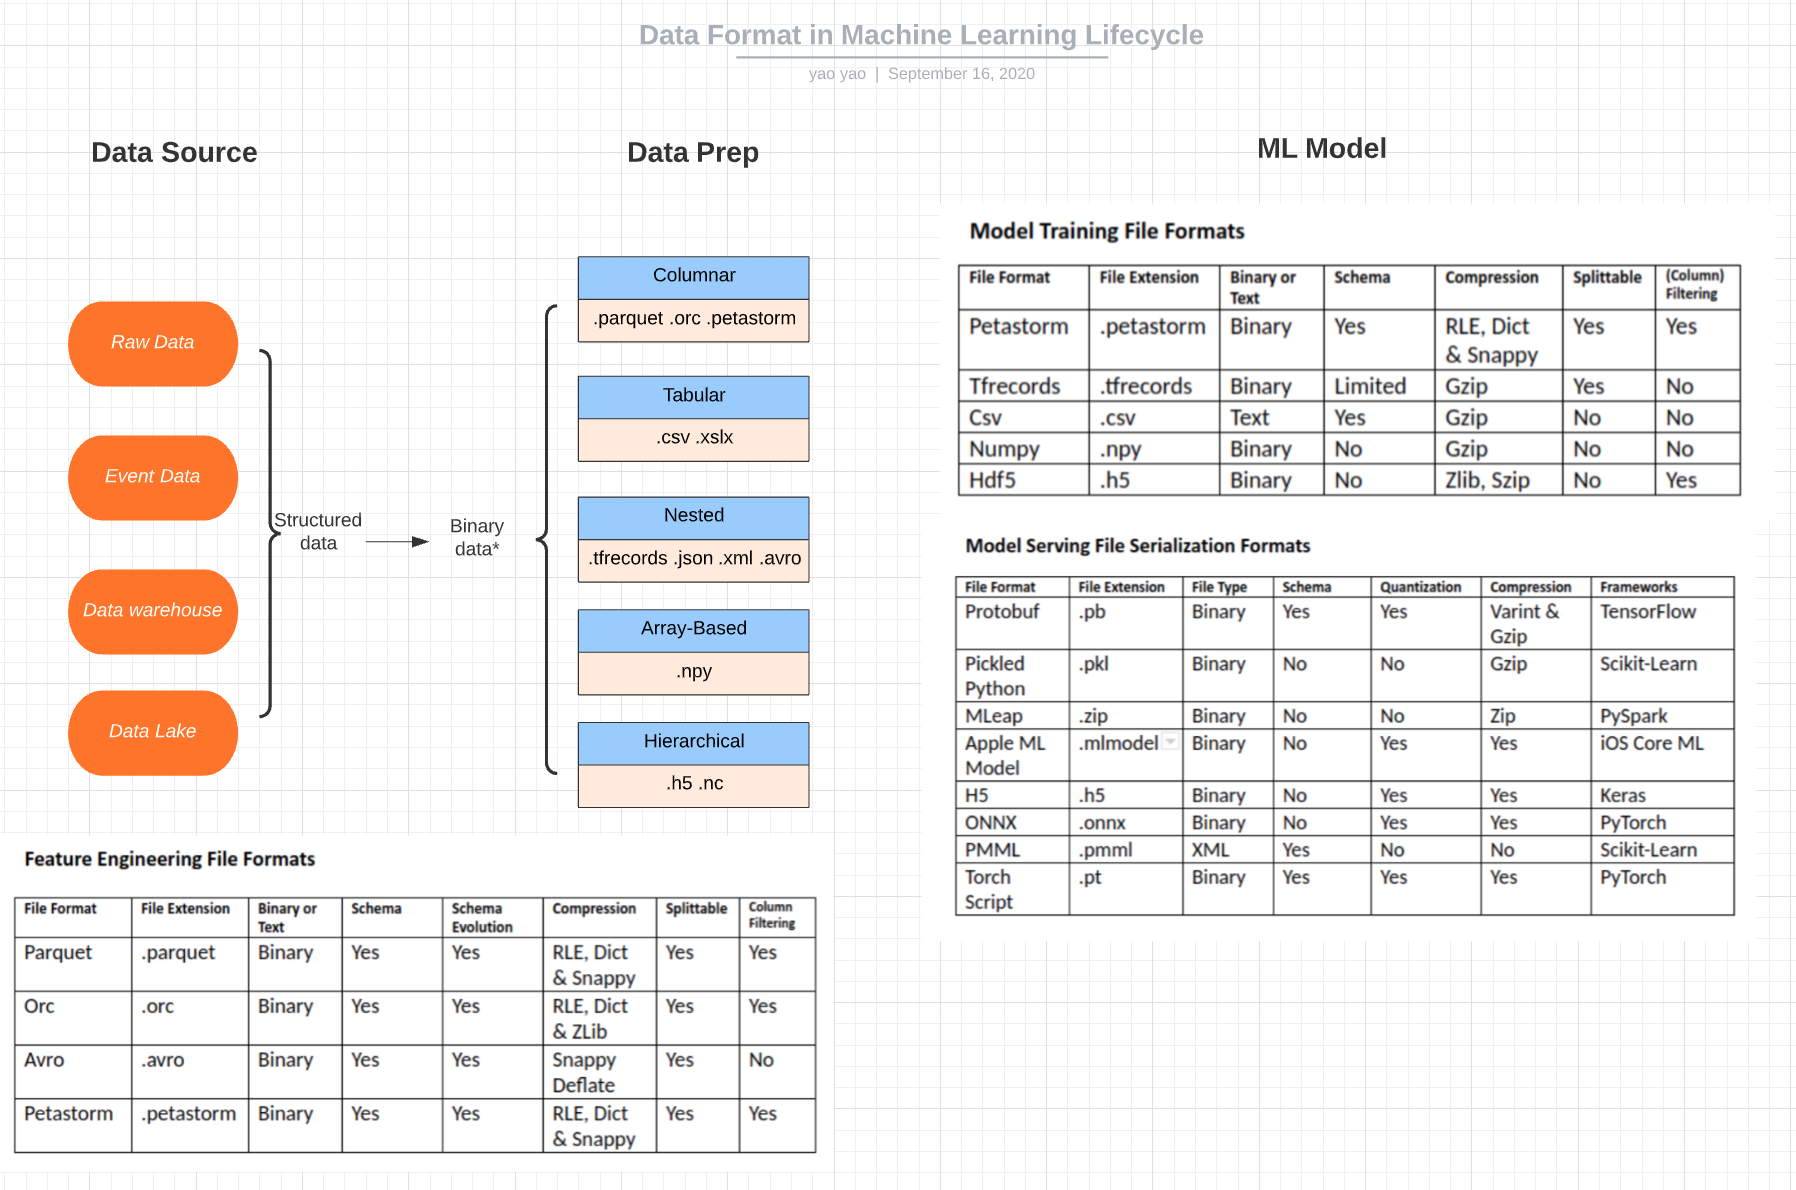 Data Format in Machine Learning Lifecycle
yao yao | September 16, 2020
Data Source
Data Prep
ML Model
Raw Data
Event Data
Data warehouse
Data Lake
Structured
data
Binary
data*
Columnar
.parquet .orc .petastorm
Tabular
.csv .xslx
Nested
.tfrecords .json .xml .avro
Array-Based
.npy
Hierarchical
.h5 .nc
Feature Engineering File Formats
File Format File Extension Binary or Schema Schema Compression Splittable Column
Text Evolution Filtering
Parquet .parquet Binary Yes Yes RLE, Dict Yes Yes
& Snappy
Orc .orc Binary Yes Yes RLE, Dict Yes Yes
& ZLib
Avro .avro Binary Yes Yes Snappy Yes No
Deflate
Petastorm .petastorm Binary Yes Yes RLE, Dict Yes Yes
& Snappy
Model Training File Formats
File Format File Extension Binary or Schema Compression Splittable (Column)
Text Filtering
Petastorm .petastorm Binary Yes RLE, Dict Yes Yes
& Snappy
Tfrecords .tfrecords Binary Limited Gzip Yes No
Csv .csv Text Yes Gzip No No
Numpy .npy Binary No Gzip No No
Hdf5 .h5 Binary No Zlib, Szip No Yes
Model Serving File Serialization Formats
File Format File Extension File Type Schema Quantization Compression Frameworks
Protobuf .pb Binary Yes Yes Varint & TensorFlow
Gzip
Pickled .pkl Binary No No Gzip Scikit-Learn
Python
MLeap .zip Binary No No Zip PySpark
Apple ML .mlmodel Binary No Yes Yes iOS Core ML
Model
H5 .h5 Binary No Yes Yes Keras
ONNX .onnx Binary No Yes Yes PyTorch
PMML .pmml XML Yes No No Scikit-Learn
Torch .pt Binary Yes Yes Yes PyTorch
Script